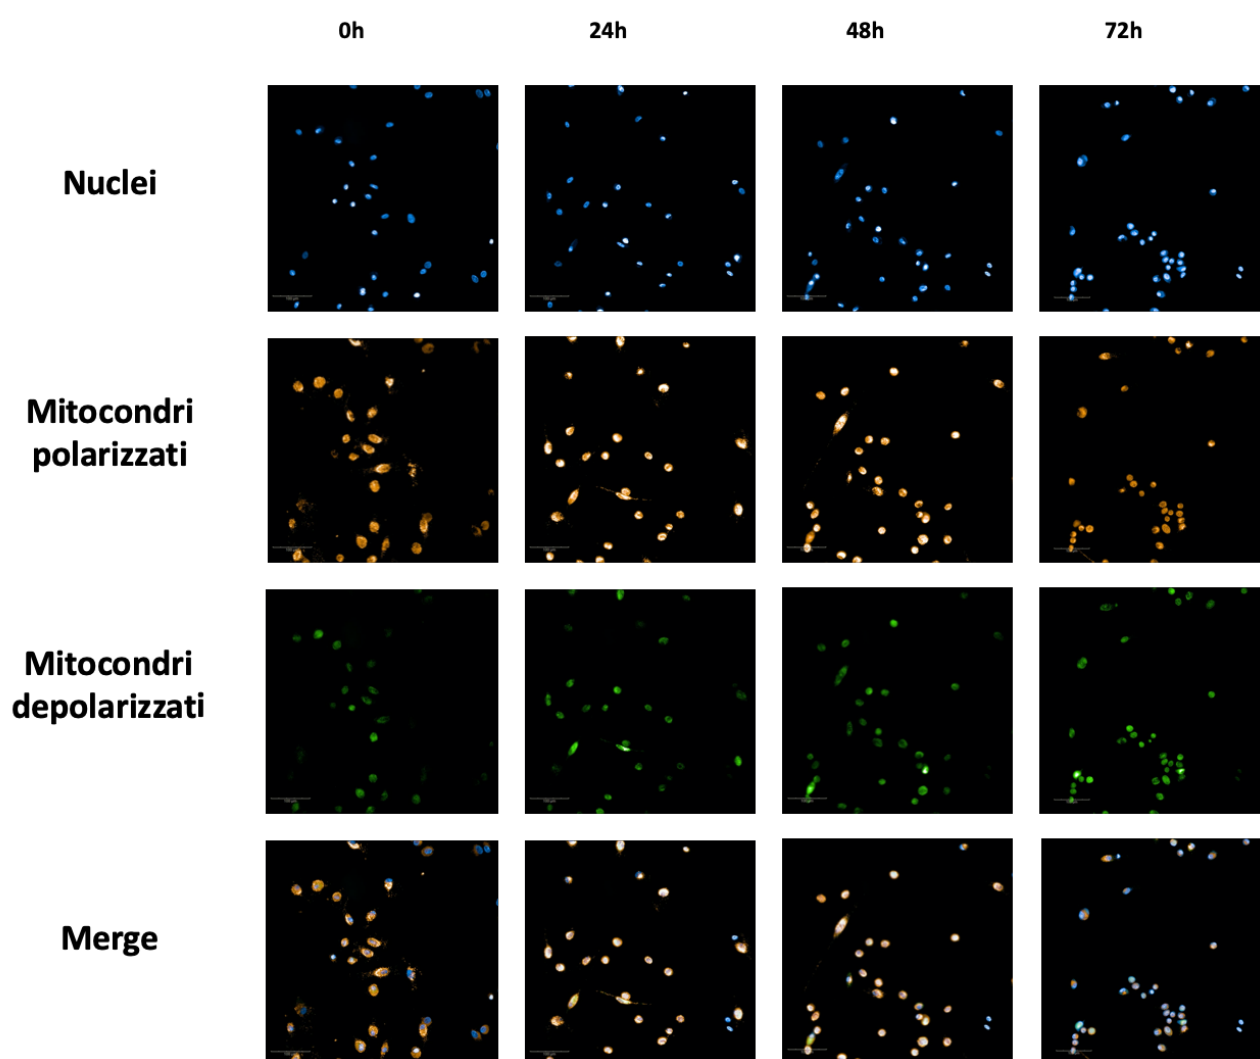 0h 24h 48h 72h
Nuclei
Mitocondri
polarizzati
Mitocondri
depolarizzati
Merge